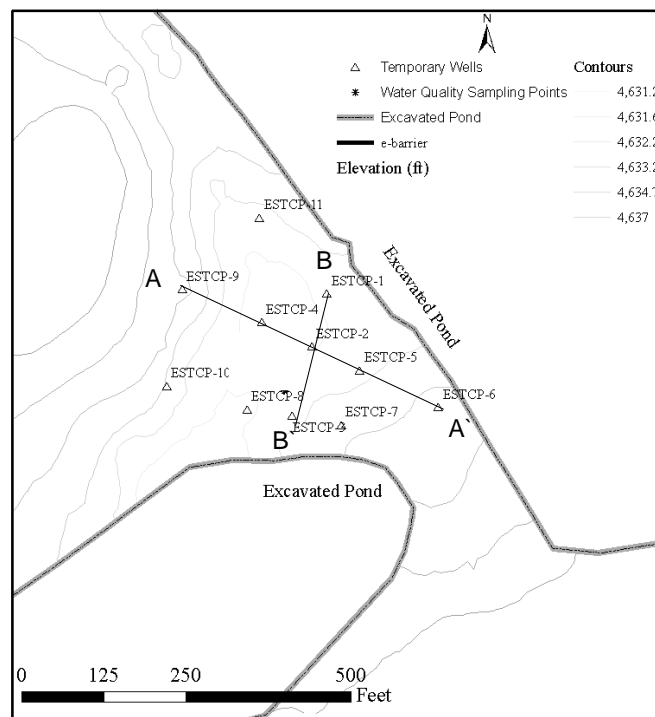 N
Temporary Wells
Water Quality Sampling Points
Excavated Pond
e-barrier
Elevation (ft)
Contours
4,631.2
4,631.6
4,632.2
4,633.2
4,634.7
4,637
ESTCP-11
B
ESTCP-1
Excavated Pond
A
ESTCP-9
ESTCP-4
ESTCP-2
ESTCP-5
ESTCP-10
ESTCP-8
ESTCP-6
ESTCP-7
A`
B`
Excavated Pond
0
125
250
500
Feet